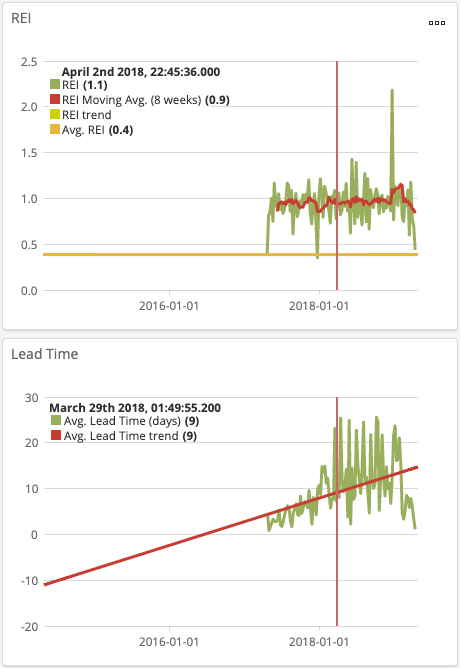 REI
2.5
April 2nd 2018, 22:45:36.000
REI (1.1)
REI Moving Avg. (8 weeks) (0.9)
REI trend
Avg. REI (0.4)
2.0
1.5
1.0
0.5
0.0
2016-01-01 2018-01-01
Lead Time
30
March 29th 2018, 01:49:55.200
Avg. Lead Time (days) (9)
Avg. Lead Time trend (9)
20
10
0
-10
-20
2016-01-01 2018-01-01